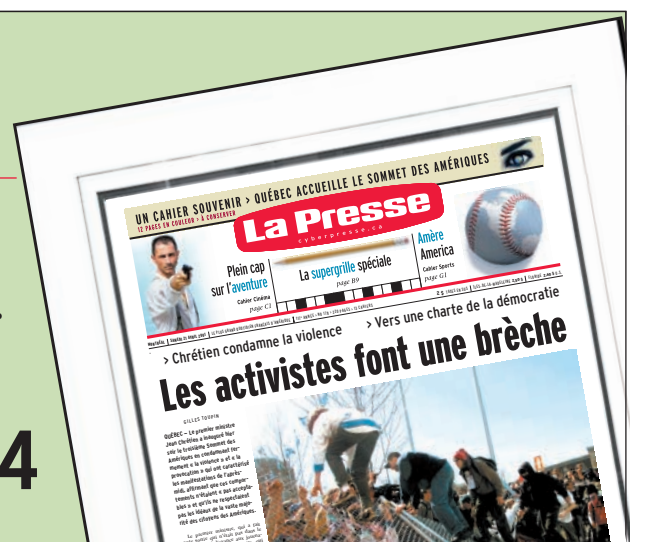 UN CAHIER SOUVENIR > QUÉBEC ACCUEILLE LE SOMMET DES AMÉRIQUES
12 PAGES EN COULEUR > À CONSERVER
La Presse
cyberpresse.ca
Plein cap
sur l'aventure
Cahier Cinéma
page C1
La supergrille spéciale
page B9
Amère
America
Cahier Sports
page G1
> Chrétien condamne la violence
> Vers une charte de la démocratie
Les activistes font une brèche
GILLES TOUPIN
QUÉBEC — Le premier ministre
Jean Chrétien a inauguré hier
soir le troisième Sommet des
Amériques en condamnant fer-
mement « la violence » et « la
provocation » qui ont caractérisé
les manifestations de l'après-
midi, affirmant que ces compor-
tements n'étaient « pas accepta-
bles » et qu'ils ne respectaient
pas les idéaux de la vaste majo-
rité des citoyens des Amériques.
4